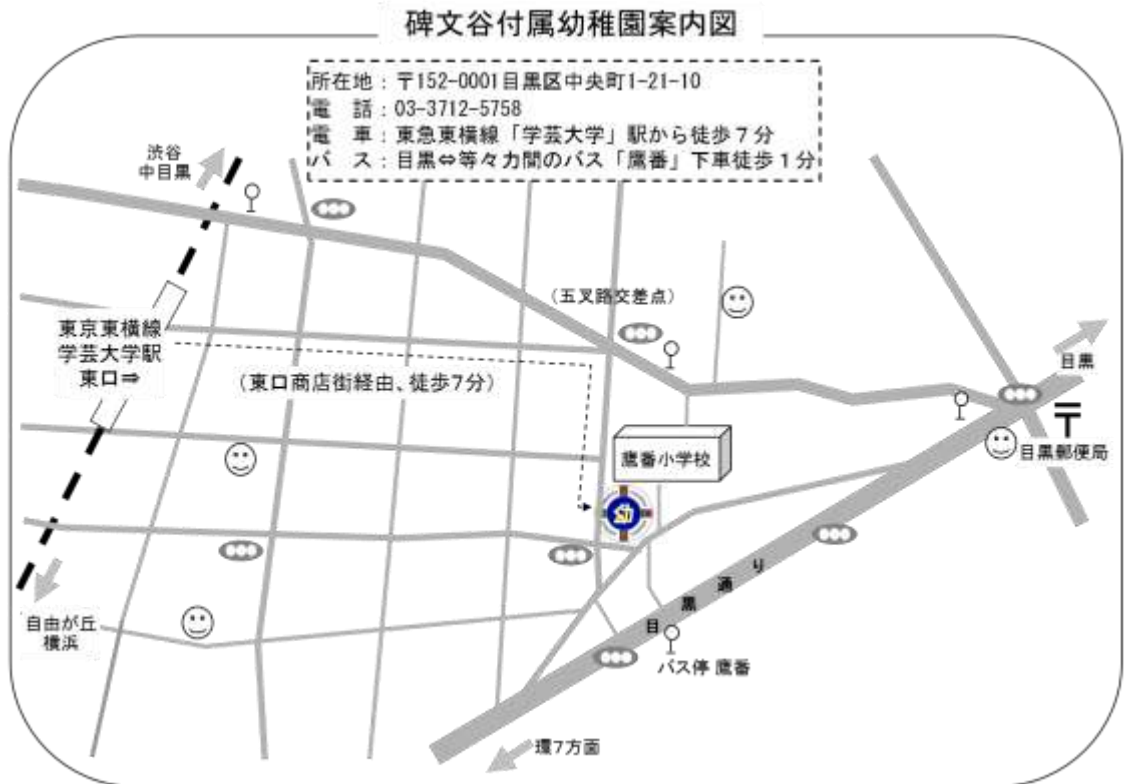 碑文谷付属幼稚園案内図
所在地：〒152-0001目黒区中央町1-21-10
電　話：03-3712-5758
電　車：東急東横線「学芸大学」駅から徒歩７分
バ　ス：目黒⇔等々力間のバス「鷹番」下車徒歩１分
渋谷
中目黒
（五叉路交差点）
東京東横線
学芸大学駅
東口⇒
（東口商店街経由、徒歩7分）
目黒
〒
目黒郵便局
鷹番小学校
目黒通り
自由が丘
横浜
バス停 鷹番
環7方面